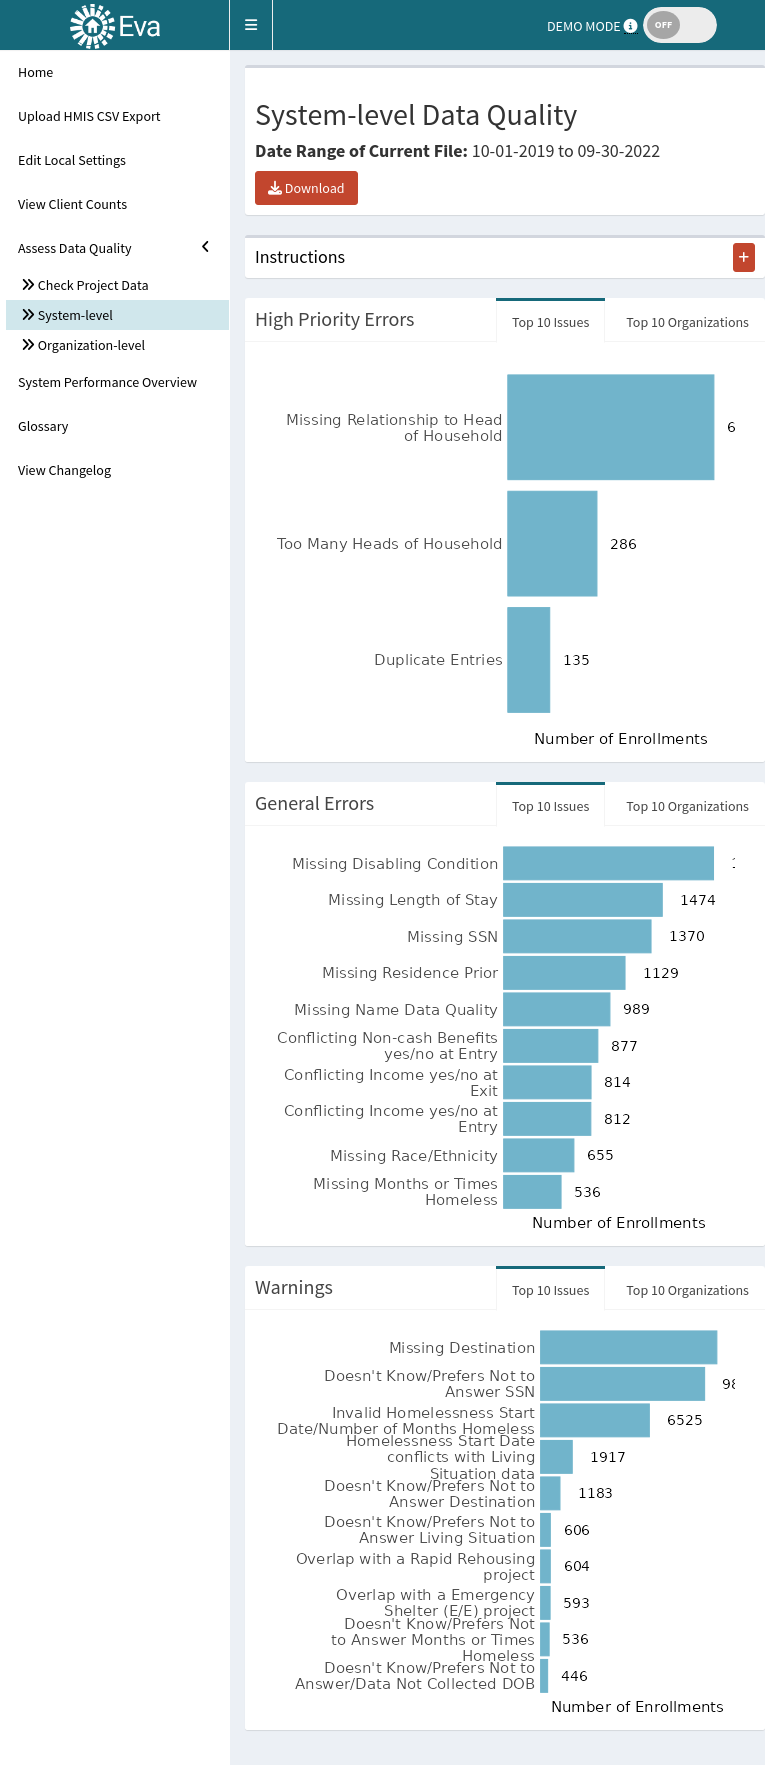 Eva
DEMO MODE
OFF
Home
Upload HMIS CSV Export
Edit Local Settings
View Client Counts
Assess Data Quality
Check Project Data
System-level
Organization-level
System Performance Overview
Glossary
View Changelog
System-level Data Quality
Date Range of Current File: 10-01-2019 to 09-30-2022
Download
Instructions
High Priority Errors
Top 10 Issues
Top 10 Organizations
Missing Relationship to Head
of Household
6
Too Many Heads of Household
286
Duplicate Entries
135
Number of Enrollments
General Errors
Top 10 Issues
Top 10 Organizations
Missing Disabling Condition
Missing Length of Stay
1474
Missing SSN
1370
Missing Residence Prior
1129
Missing Name Data Quality
989
Conflicting Non-cash Benefits
yes/no at Entry
877
Conflicting Income yes/no at
Exit
814
Conflicting Income yes/no at
Entry
812
Missing Race/Ethnicity
655
Missing Months or Times
Homeless
536
Number of Enrollments
Warnings
Top 10 Issues
Top 10 Organizations
Missing Destination
Doesn't Know/Prefers Not to
Answer SSN
Invalid Homelessness Start
Date/Number of Months Homeless
6525
Homelessness Start Date
conflicts with Living
Situation data
1917
Doesn't Know/Prefers Not to
Answer Destination
1183
Doesn't Know/Prefers Not to
Answer Living Situation
606
Overlap with a Rapid Rehousing
project
604
Overlap with a Emergency
Shelter (E/E) project
593
Doesn't Know/Prefers Not
to Answer Months or Times
Homeless
536
Doesn't Know/Prefers Not to
Answer/Data Not Collected DOB
446
Number of Enrollments